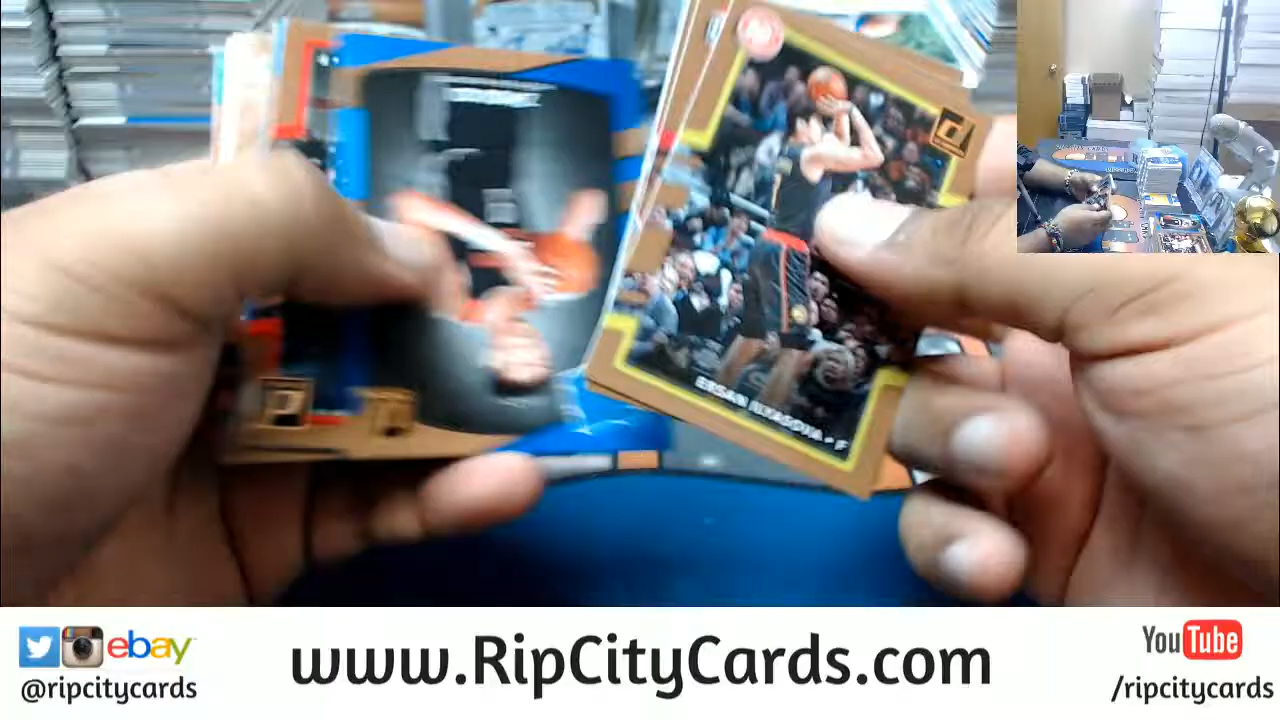 ERSAN ILYASOVA • F
ebay
www.RipCityCards.com
YouTube
@ripcitycards
/ripcitycards